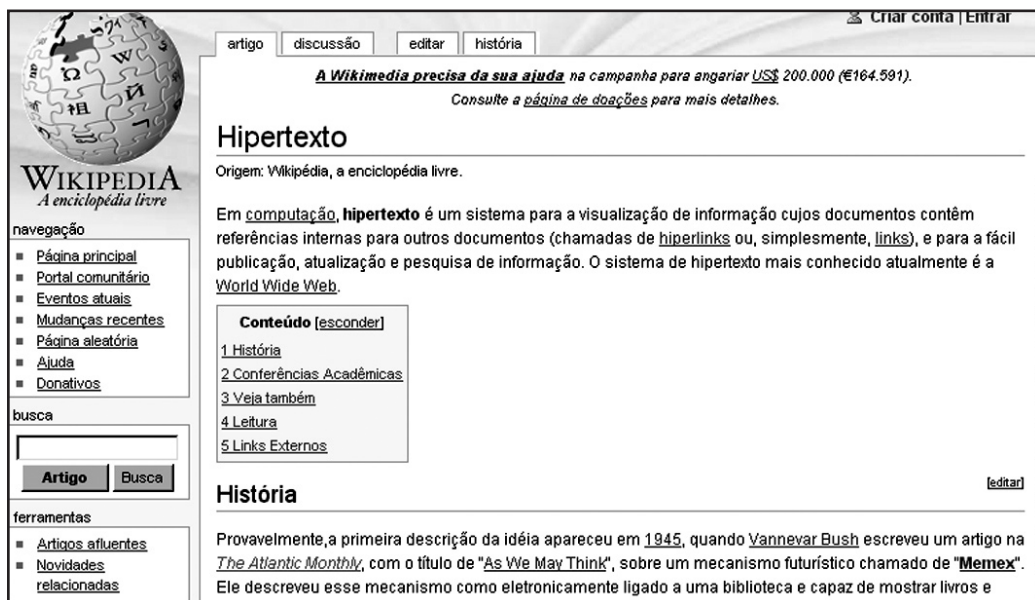 Criar conta | Entrar
artigo discussão editar história
A Wikimedia precisa da sua ajuda na campanha para angariar US$ 200.000 (€164.591).
Consulte a página de doações para mais detalhes.
WIKIPEDIA
A enciclopédia livre
navegação
Página principal
Portal comunitário
Eventos atuais
Mudanças recentes
Página aleatória
Ajuda
Donativos
busca
Artigo Busca
ferramentas
Artigos afluentes
Novidades
relacionadas
Hipertexto
Origem: Wikipédia, a enciclopédia livre.
Em computação, hipertexto é um sistema para a visualização de informação cujos documentos contêm
referências internas para outros documentos (chamadas de hiperlinks ou, simplesmente, links), e para a fácil
publicação, atualização e pesquisa de informação. O sistema de hipertexto mais conhecido atualmente é a
World Wide Web.
Conteúdo [esconder]
1 História
2 Conferências Acadêmicas
3 Veja também
4 Leitura
5 Links Externos
[editar]
História
Provavelmente,a primeira descrição da idéia apareceu em 1945, quando Vannevar Bush escreveu um artigo na
The Atlantic Monthly, com o título de "As We May Think", sobre um mecanismo futurístico chamado de "Memex".
Ele descreveu esse mecanismo como eletronicamente ligado a uma biblioteca e capaz de mostrar livros e